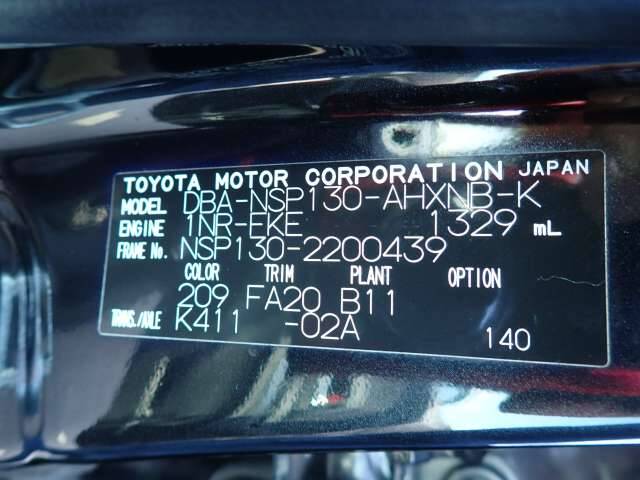 TOYOTA MOTOR CORPORATION JAPAN
MODEL DBA-NSP130-AHXNB-K
ENGINE 1NR-FKE 1329 mL
FRAME No. NSP130-2200439
COLOR TRIM PLANT OPTION
209 FA20 B11
TRANS./AXLE K411 -02A 140